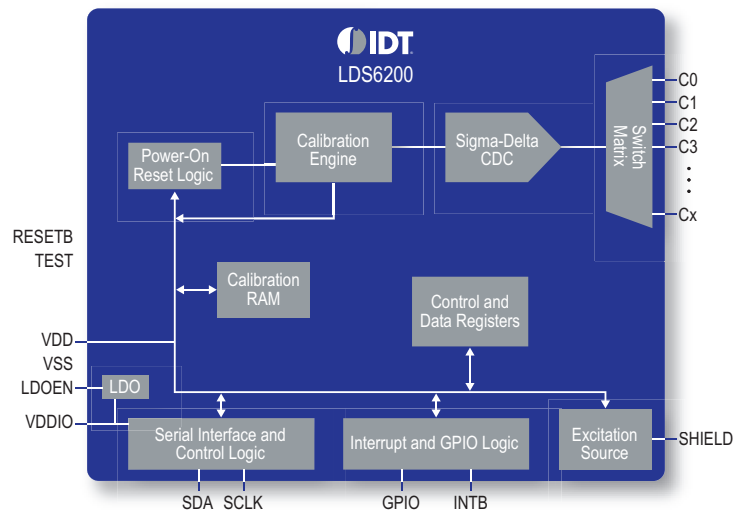 IDT
LDS6200
Power-On
Reset Logic
Calibration
Engine
Sigma-Delta
CDC
Switch
Matrix
C0
C1
C2
C3
Cx
RESETB
TEST
Calibration
RAM
Control and
Data Registers
VDD
VSS
LDOEN
LDO
VDDIO
Serial Interface and
Control Logic
Interrupt and GPIO Logic
Excitation
Source
SHIELD
SDA SCLK
GPIO INTB